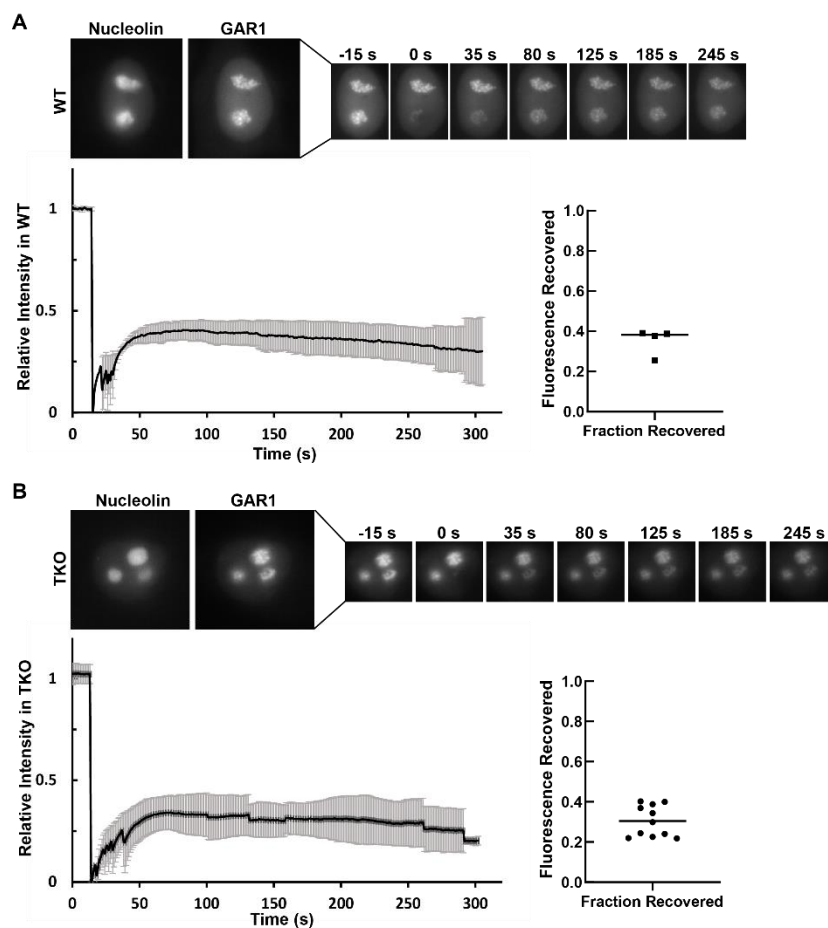 A
Nucleolin GAR1
-15 s 0 s 35 s 80 s 125 s 185 s 245 s
WT
Relative Intensity in WT
1
0.5
0
0 50 100 150 200 250 300
Time (s)
Fluorescence Recovered
1.0
0.8
0.6
0.4
0.2
0.0
Fraction Recovered
B
Nucleolin GAR1
-15 s 0 s 35 s 80 s 125 s 185 s 245 s
TKO
Relative Intensity in TKO
1
0.5
0
0 50 100 150 200 250 300
Time (s)
Fluorescence Recovered
1.0
0.8
0.6
0.4
0.2
0.0
Fraction Recovered